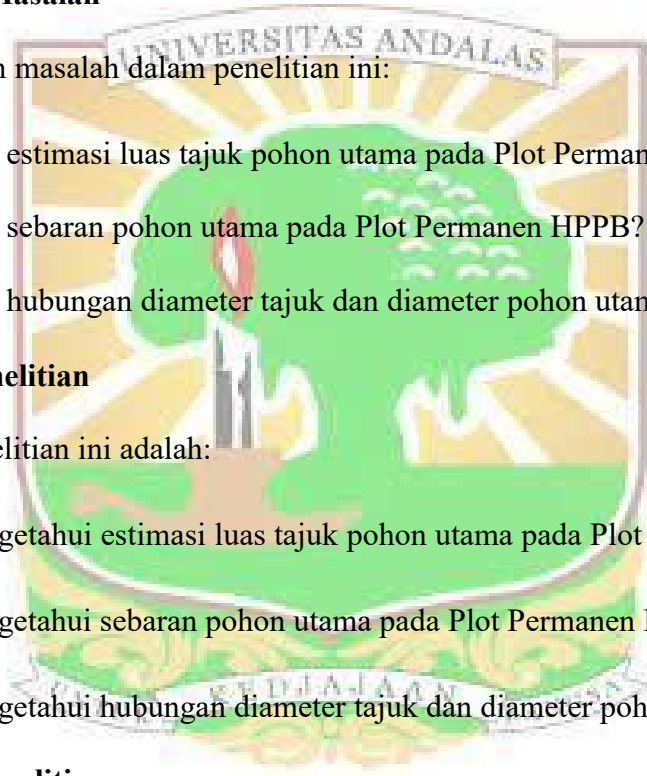 UNIVERSITAS ANDALAS
masalah dalam penelitian ini:
estimasi luas tajuk pohon utama pada Plot Perman
sebaran pohon utama pada Plot Permanen HPPB?
hubungan diameter tajuk dan diameter pohon utam
nelitian
elitian ini adalah:
getahui estimasi luas tajuk pohon utama pada Plot
getahui sebaran pohon utama pada Plot Permanen
getahui hubungan diameter tajuk dan diameter poh
KEDJAJAAN